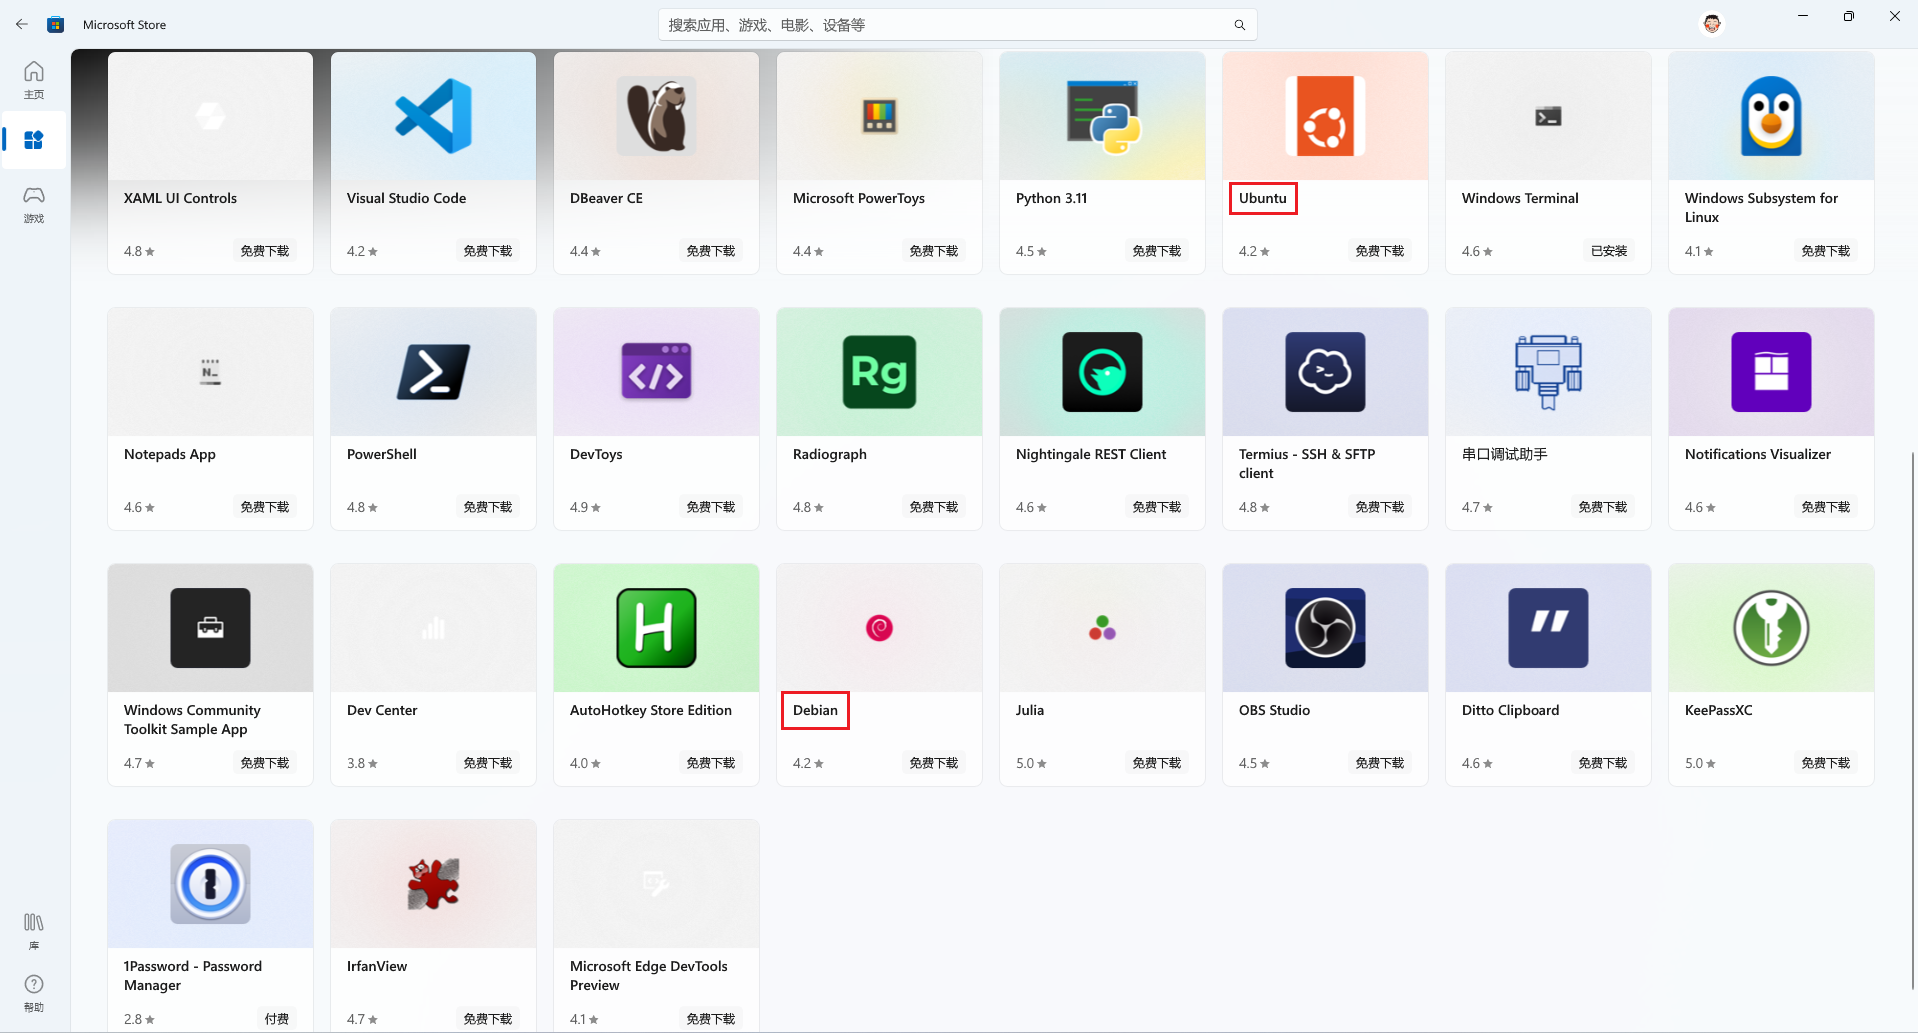 Microsoft Store
搜索应用、游戏、电影、设备等
主页
游戏
库
帮助
XAML UI Controls
4.8★
免费下载
Visual Studio Code
4.2★
免费下载
DBeaver CE
4.4★
免费下载
Microsoft PowerToys
4.4★
免费下载
Python 3.11
4.5★
免费下载
Ubuntu
4.2★
免费下载
Windows Terminal
4.6★
已安装
Windows Subsystem for
Linux
4.1★
免费下载
N_
Notepads App
4.6★
免费下载
PowerShell
4.8★
免费下载
</>
DevToys
4.9★
免费下载
Rg
Radiograph
4.8★
免费下载
Nightingale REST Client
4.6★
免费下载
Termius - SSH & SFTP
client
4.8★
免费下载
串口调试助手
4.7★
免费下载
Notifications Visualizer
4.6★
免费下载
Windows Community
Toolkit Sample App
4.7★
免费下载
Dev Center
3.8★
免费下载
H
AutoHotkey Store Edition
4.0★
免费下载
Debian
4.2★
免费下载
Julia
5.0★
免费下载
OBS Studio
4.5★
免费下载
Ditto Clipboard
4.6★
免费下载
KeePassXC
5.0★
免费下载
1Password - Password
Manager
2.8★
付费
IrfanView
4.7★
免费下载
Microsoft Edge DevTools
Preview
4.1★
免费下载